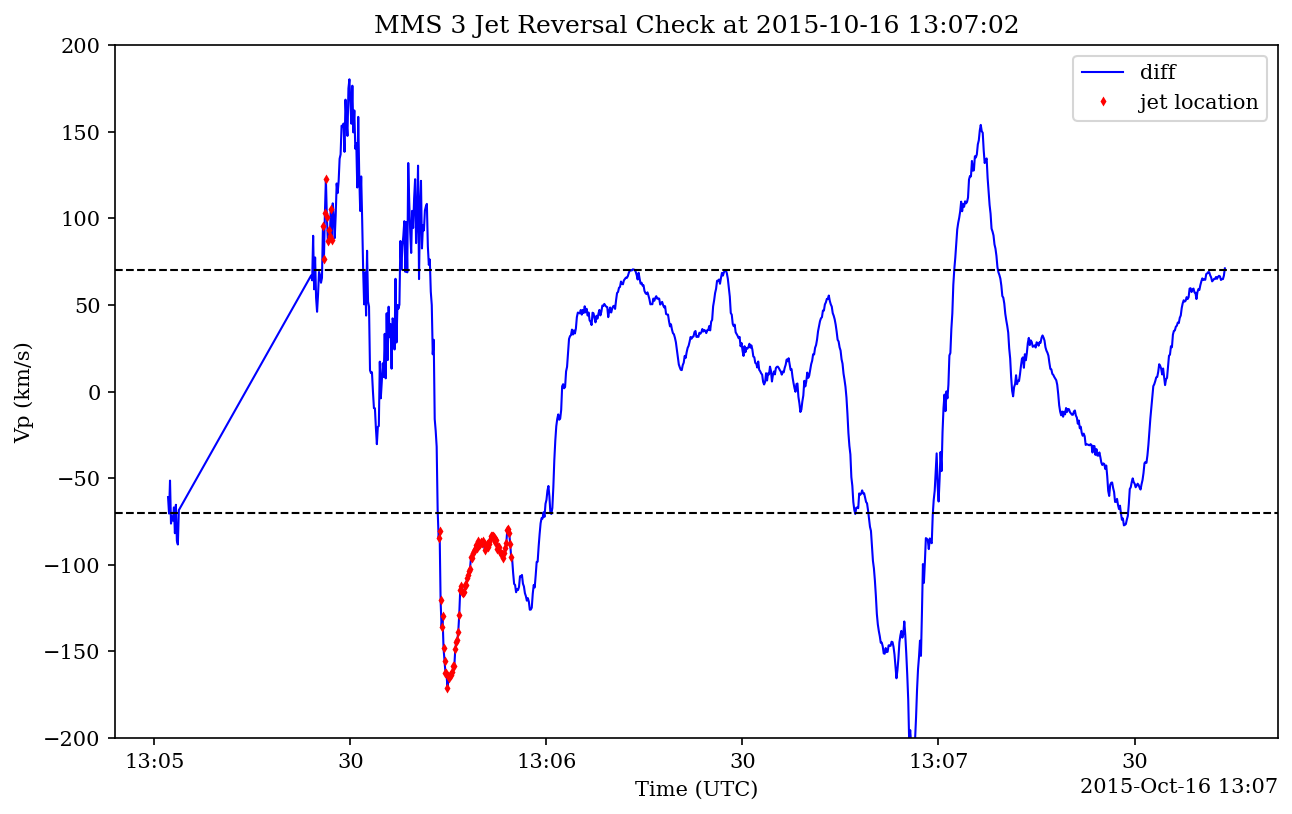 MMS 3 Jet Reversal Check at 2015-10-16 13:07:02
diff
jet location
200
150
100
50
0
−50
−100
−150
−200
Vp (km/s)
13:05 30 13:06 30 13:07 30
Time (UTC)
2015-Oct-16 13:07